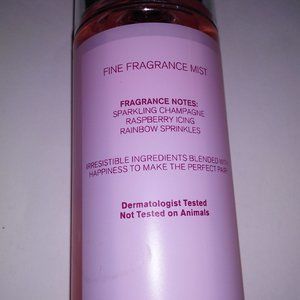 FINE FRAGRANCE MIST
FRAGRANCE NOTES:
SPARKLING CHAMPAGNE
RASPBERRY ICING
RAINBOW SPRINKLES
IRRESISTIBLE INGREDIENTS BLENDED WITH
HAPPINESS TO MAKE THE PERFECT PAIR
Dermatologist Tested
Not Tested on Animals